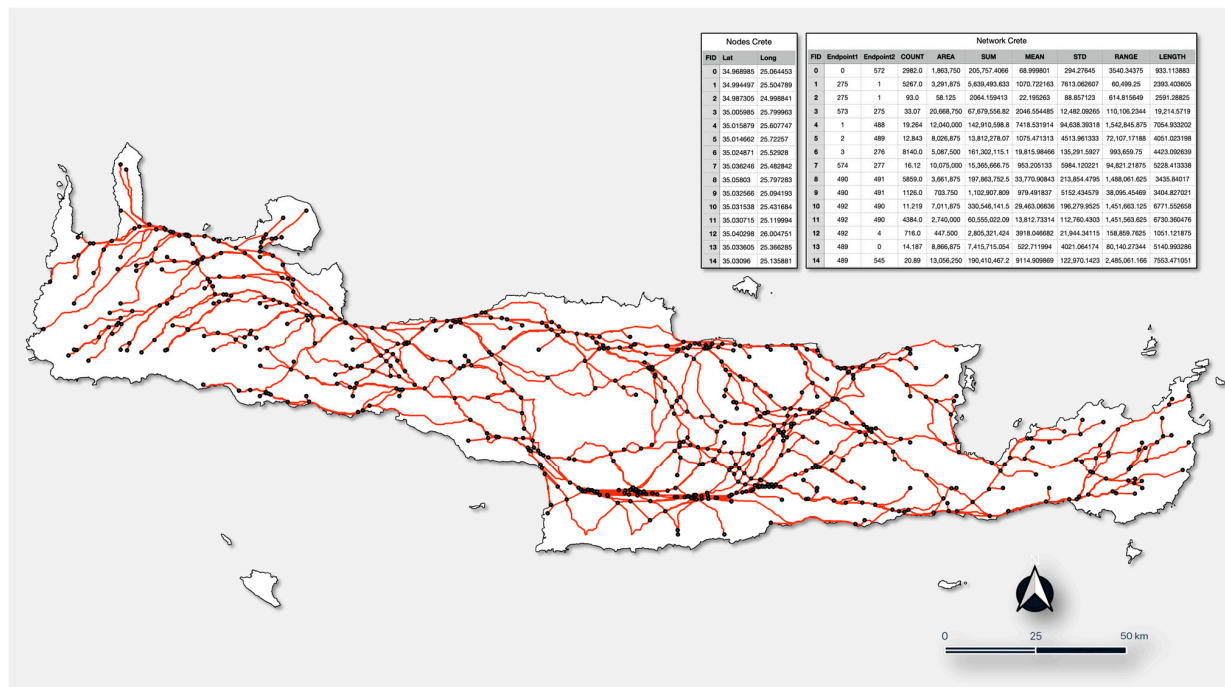 Nodes Crete
FID Lat Long
0 34.968985 25.064453
1 34.994497 25.504789
2 34.987305 24.998841
3 35.005985 25.799963
4 35.015879 25.607747
5 35.014662 25.72257
6 35.024871 25.52928
7 35.036246 25.482842
8 35.05803 25.797283
9 35.032566 25.094193
10 35.031538 25.431684
11 35.030715 25.119994
12 35.040298 26.004751
13 35.033605 25.366285
14 35.03096 25.135881
Network Crete
FID Endpoint1 Endpoint2 COUNT AREA SUM MEAN STD RANGE LENGTH
0 0 572 2982.0 1,863,750 205,757.4066 68.999801 294.27645 3540.34375 933.113883
1 275 1 5267.0 3,291,875 5,639,493.633 1070.722163 7613.062607 60,499.25 2393.403605
2 275 1 93.0 58.125 2064.159413 22.195263 88.857123 614.815649 2591.28825
3 573 275 33.07 20,668,750 67,679,556.82 2046.554485 12,482.09265 110,106.2344 19,214.5719
4 1 488 19.264 12,040,000 142,910,598.8 7418.531914 94,638.39318 1,542,845.875 7054.933202
5 2 489 12.843 8,026,875 13,812,278.07 1075.471313 4513.961333 72,107.17188 4051.023198
6 3 276 8140.0 5,087,500 161,302,115.1 19,815.98466 135,291.5927 993,659.75 4423.092639
7 574 277 16.12 10,075,000 15,365,666.75 953.205133 5984.120221 94,821.21875 5228.413338
8 490 491 5859.0 3,661,875 197,863,752.5 33,770.90843 213,854.4795 1,488,061.625 3435.84017
9 490 491 1126.0 703.750 1,102,907.809 979.491837 5152.434579 38,095.45469 3404.827021
10 492 490 11.219 7,011,875 330,546,141.5 29,463.06636 196,279.9525 1,451,663.125 6771.552658
11 492 490 4384.0 2,740,000 60,555,022.09 13,812.73314 112,760.4303 1,451,563.625 6730.360476
12 492 4 716.0 447.500 2,805,321.424 3918.046682 21,944.34115 158,859.7625 1051.121875
13 489 0 14.187 8,866,875 7,415,715.054 522.711994 4021.064174 80,140.27344 5140.993286
14 489 545 20.89 13,056,250 190,410,467.2 9114.909869 122,970.1423 2,485,061.166 7553.471051
0 25 50 km